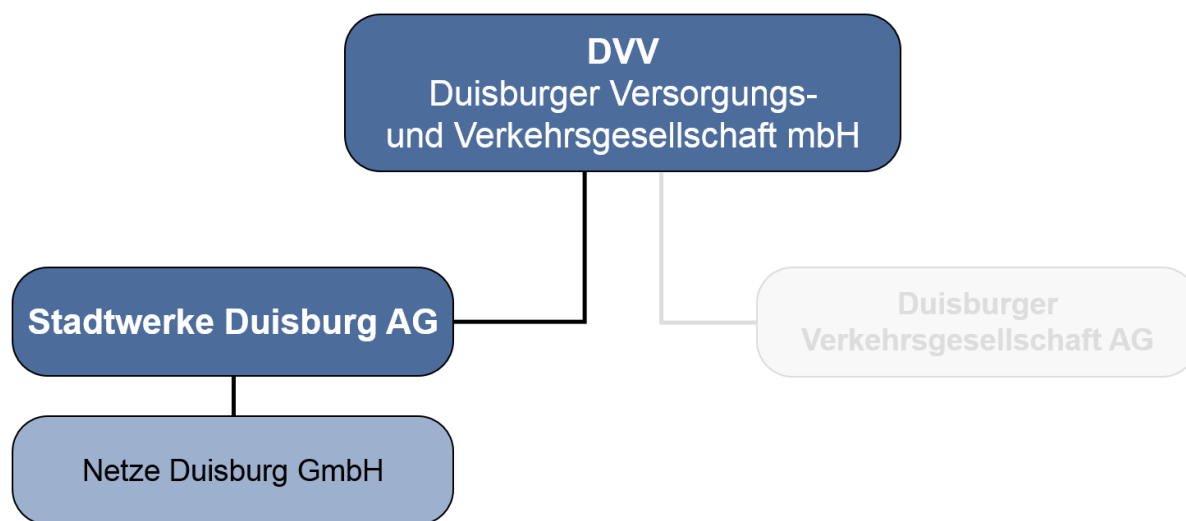 DVV
Duisburger Versorgungs-
und Verkehrsgesellschaft mbH
Stadtwerke Duisburg AG
Duisburger
Verkehrsgesellschaft AG
Netze Duisburg GmbH